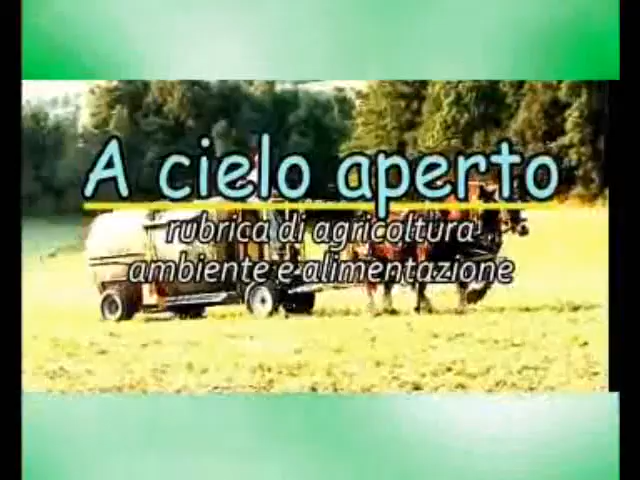 A cielo aperto
rubrica di agricoltura
ambiente e alimentazione